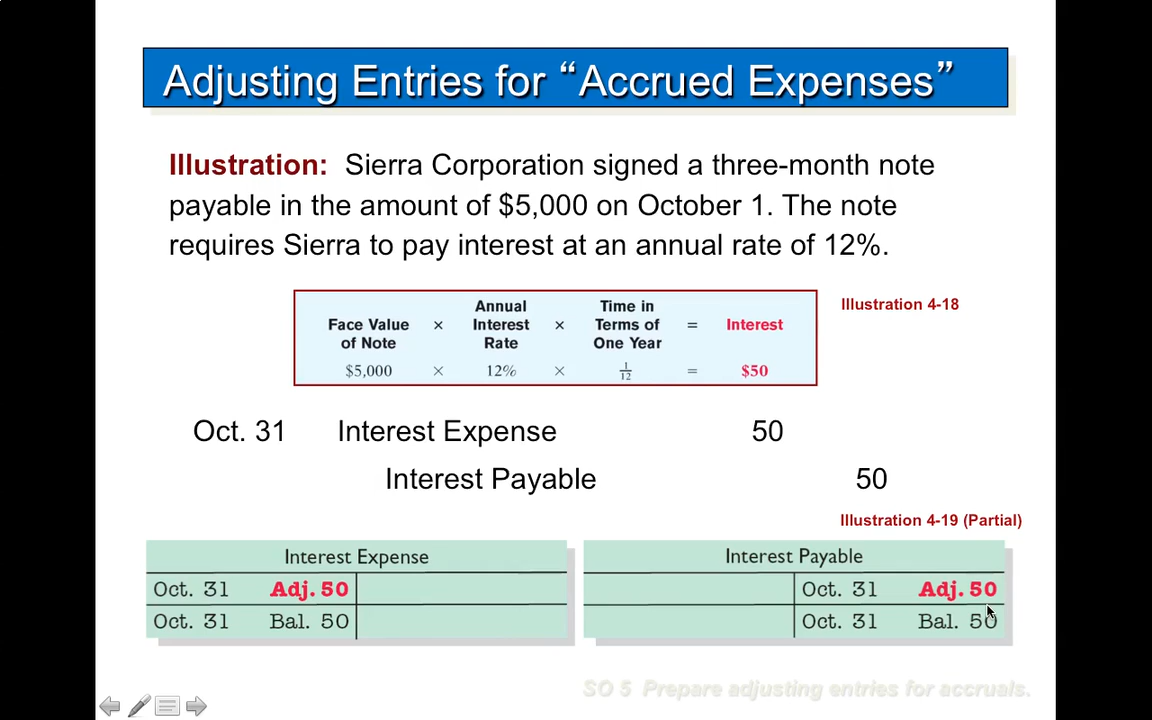 Adjusting Entries for “Accrued Expenses”
Illustration: Sierra Corporation signed a three-month note
payable in the amount of $5,000 on October 1. The note
requires Sierra to pay interest at an annual rate of 12%.
Illustration 4-18
Annual Time in
Face Value × Interest × Terms of = Interest
of Note Rate One Year
$5,000 × 12% × 1/12 = $50
Oct. 31 Interest Expense 50
Interest Payable 50
Illustration 4-19 (Partial)
Interest Expense
Oct. 31 Adj. 50
Oct. 31 Bal. 50
Interest Payable
Oct. 31 Adj. 50
Oct. 31 Bal. 50
SO 5 Prepare adjusting entries for accruals.